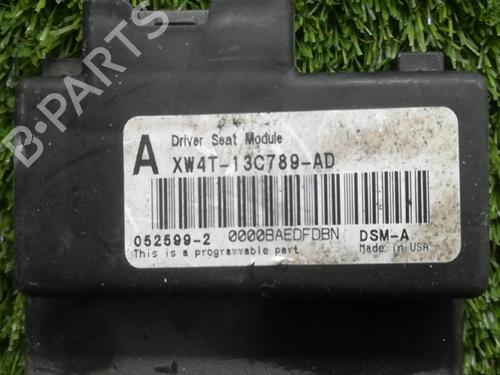 B-PARTS
Driver Seat Module
A XW4T-13C789-AD
052599-2 0000BAEDFDBN DSM-A
This is a programmable part Made in USA